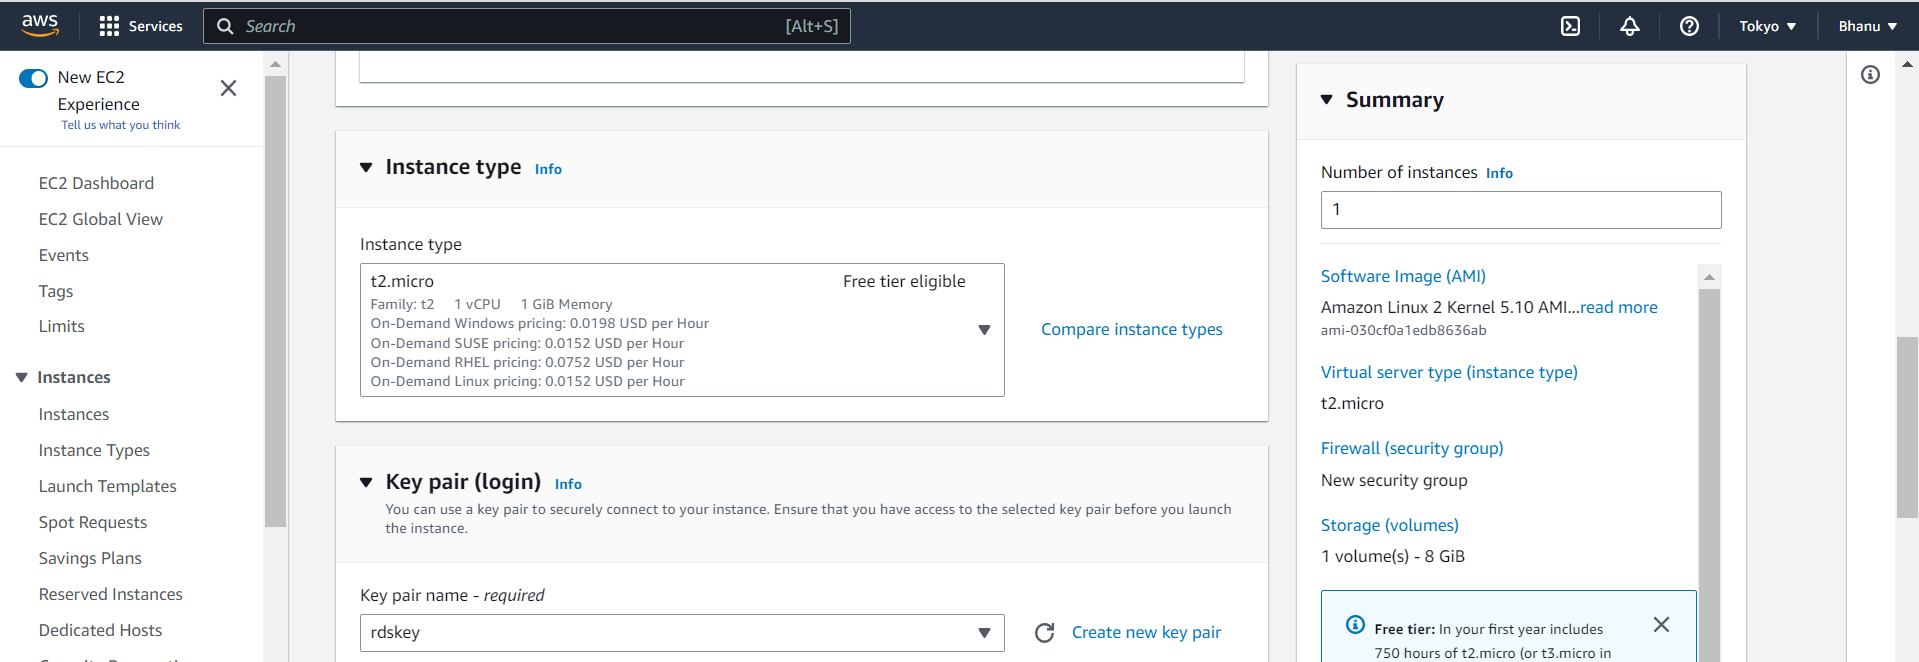 aws
Services
Search
[Alt+S]
Tokyo
Bhanu
New EC2
Experience
Tell us what you think
EC2 Dashboard
EC2 Global View
Events
Tags
Limits
Instances
Instances
Instance Types
Launch Templates
Spot Requests
Savings Plans
Reserved Instances
Dedicated Hosts
Instance type Info
Instance type
t2.micro Free tier eligible
Family: t2 1 vCPU 1 GiB Memory
On-Demand Windows pricing: 0.0198 USD per Hour
On-Demand SUSE pricing: 0.0152 USD per Hour
On-Demand RHEL pricing: 0.0752 USD per Hour
On-Demand Linux pricing: 0.0152 USD per Hour
Compare instance types
Key pair (login) Info
You can use a key pair to securely connect to your instance. Ensure that you have access to the selected key pair before you launch
the instance.
Key pair name - required
rdskey
Create new key pair
Summary
Number of instances Info
1
Software Image (AMI)
Amazon Linux 2 Kernel 5.10 AMI...read more
ami-030cf0a1edb8636ab
Virtual server type (instance type)
t2.micro
Firewall (security group)
New security group
Storage (volumes)
1 volume(s) - 8 GiB
Free tier: In your first year includes
750 hours of t2.micro (or t3.micro in